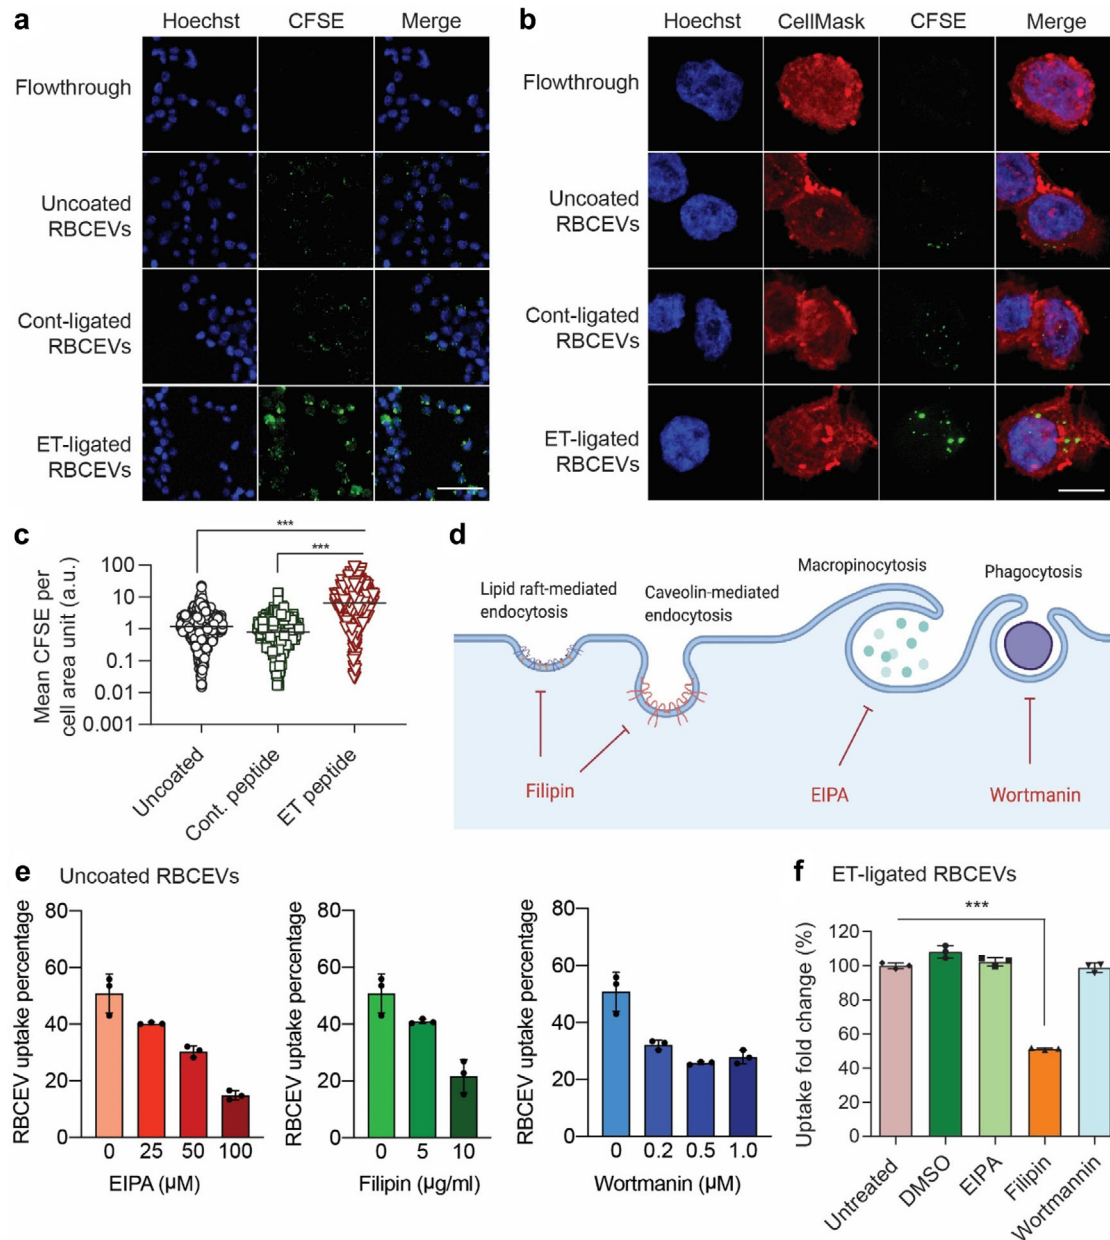 a
Hoechst CFSE Merge
Flowthrough
Uncoated
RBCEVs
Cont-ligated
RBCEVs
ET-ligated
RBCEVs
b
Hoechst CellMask CFSE Merge
Flowthrough
Uncoated
RBCEVs
Cont-ligated
RBCEVs
ET-ligated
RBCEVs
c
***
***
Mean CFSE per
cell area unit (a.u.)
100
10
1
0.1
0.01
0.001
Uncoated
Cont. peptide
ET peptide
d
Lipid raft-mediated
endocytosis
Caveolin-mediated
endocytosis
Macropinocytosis
Phagocytosis
Filipin
EIPA
Wortmanin
e
Uncoated RBCEVs
RBCEV uptake percentage
80
60
40
20
0
0 25 50 100
EIPA (µM)
RBCEV uptake percentage
80
60
40
20
0
0 5 10
Filipin (µg/ml)
RBCEV uptake percentage
80
60
40
20
0
0 0.2 0.5 1.0
Wortmanin (µM)
f
ET-ligated RBCEVs
***
Uptake fold change (%)
120
100
80
60
40
20
0
Untreated
DMSO
EIPA
Filipin
Wortmannin